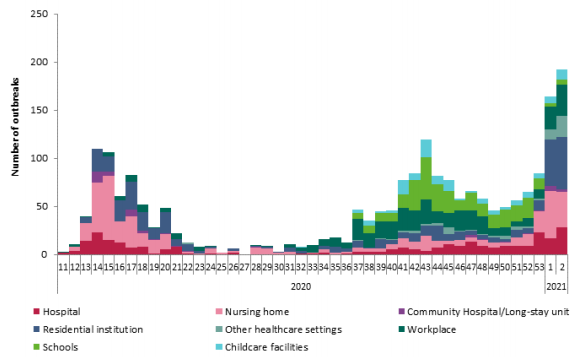 250
200
150
100
50
0
Number of outbreaks
11 12 13 14 15 16 17 18 19 20 21 22 23 24 25 26 27 28 29 30 31 32 33 34 35 36 37 38 39 40 41 42 43 44 45 46 47 48 49 50 51 52 53 1 2
2020 2021
Hospital Nursing home Community Hospital/Long-stay unit
Residential institution Other healthcare settings Workplace
Schools Childcare facilities